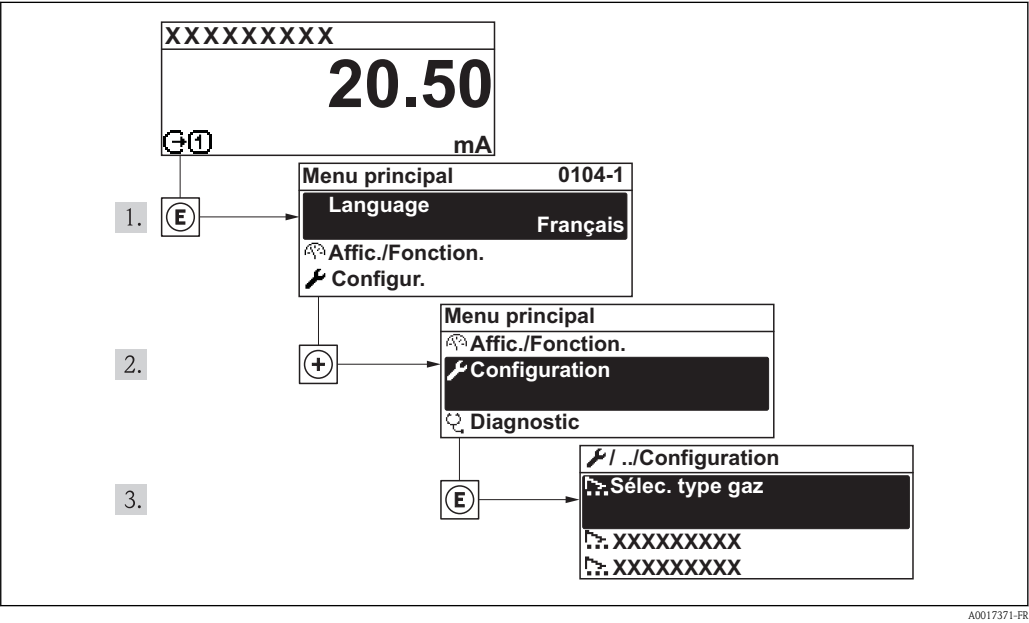 XXXXXXXXX
20.50
1 mA
Menu principal 0104-1
1. E Language
Français
Affic./Fonction.
Configur.
Menu principal
2. + Affic./Fonction.
Configuration
Diagnostic
/ ../Configuration
3. E Sélec. type gaz
XXXXXXXXX
XXXXXXXXX
A0017371-FR